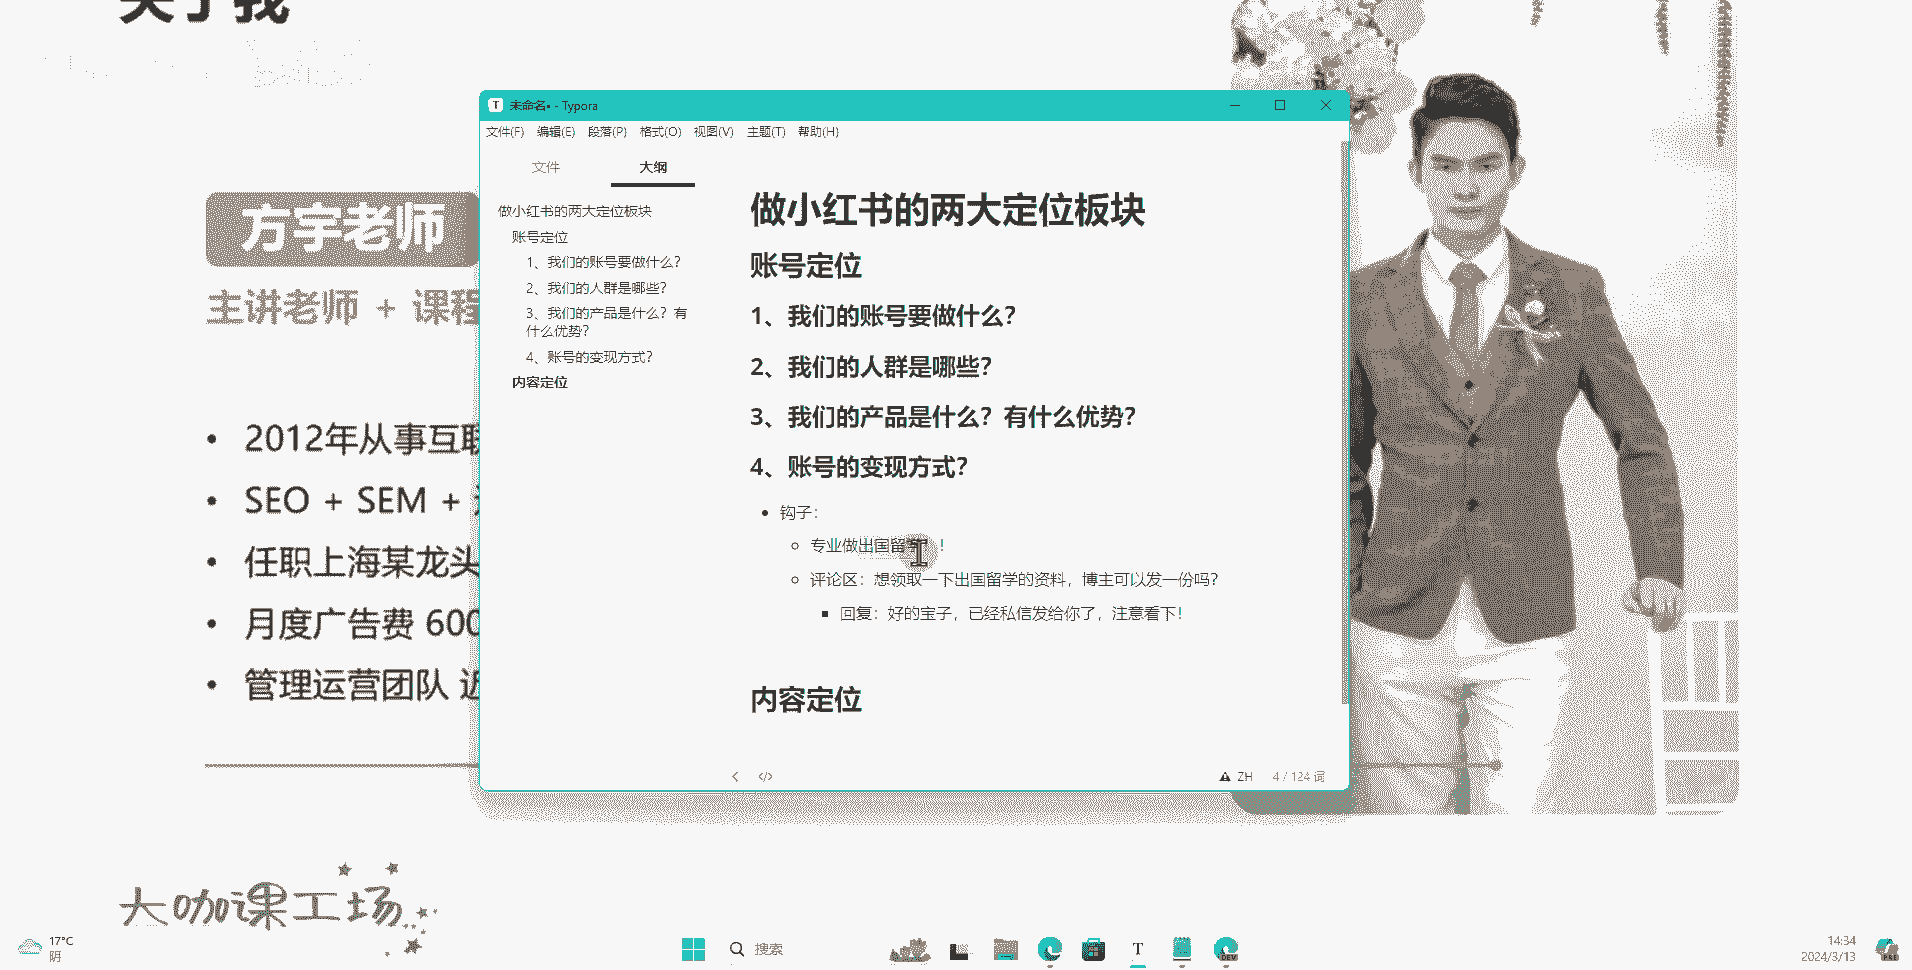 关于我
未命名• - Typora
文件(F) 编辑(E) 段落(P) 格式(O) 视图(V) 主题(T) 帮助(H)
文件 大纲
做小红书的两大定位板块
账号定位
1、我们的账号要做什么？
2、我们的人群是哪些？
3、我们的产品是什么？有
什么优势？
4、账号的变现方式？
内容定位
做小红书的两大定位板块
账号定位
1、我们的账号要做什么？
2、我们的人群是哪些？
3、我们的产品是什么？有什么优势？
4、账号的变现方式？
钩子：
专业做出国留学！
评论区：想领取一下出国留学的资料，博主可以发一份吗？
回复：好的宝子，已经私信发给你了，注意看下！
内容定位
ZH 4 / 124 词
方宇老师
主讲老师 + 课程
2012年从事互联
SEO + SEM +
任职上海某龙头
月度广告费 600
管理运营团队 近
大咖课工场
17°C
阴
搜索
DEV
14:34
2024/3/13
PRE